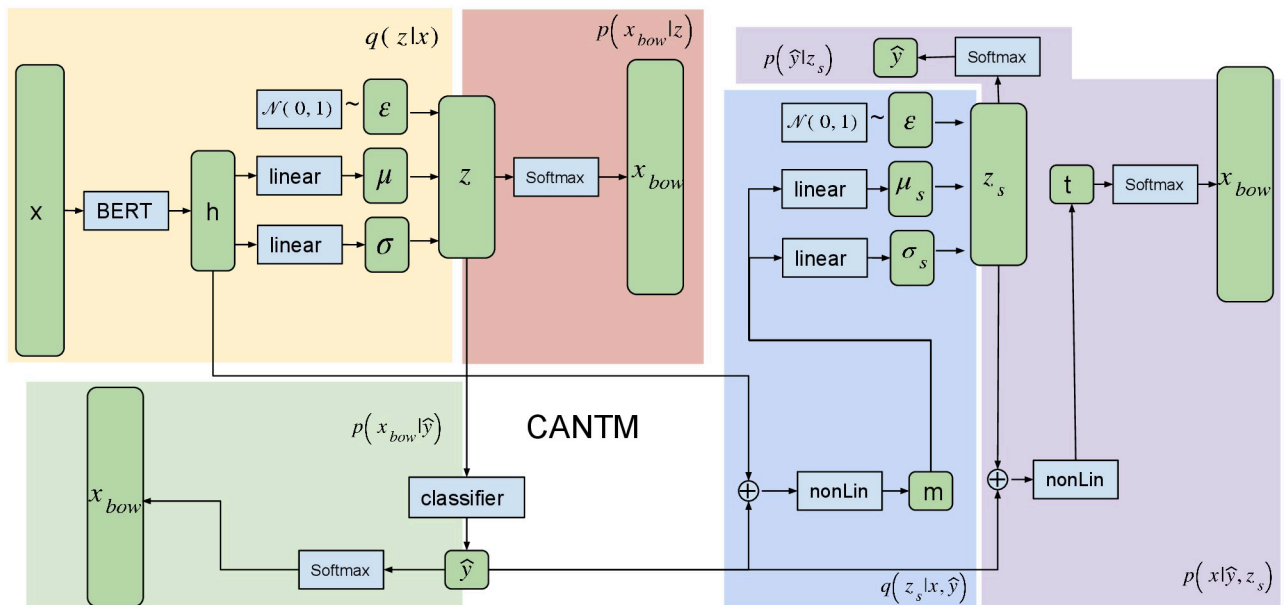 q( z|x)
p( x_bow|z)
x
BERT
h
N( 0, 1)
~
ε
linear
μ
linear
σ
z
Softmax
x_bow
p( ŷ|z_s)
ŷ
Softmax
N( 0, 1)
~
ε
linear
μ_s
linear
σ_s
z_s
t
Softmax
x_bow
CANTM
p( x_bow|ŷ)
x_bow
Softmax
ŷ
classifier
⊕
nonLin
m
q( z_s|x, ŷ)
⊕
nonLin
p( x|ŷ, z_s)